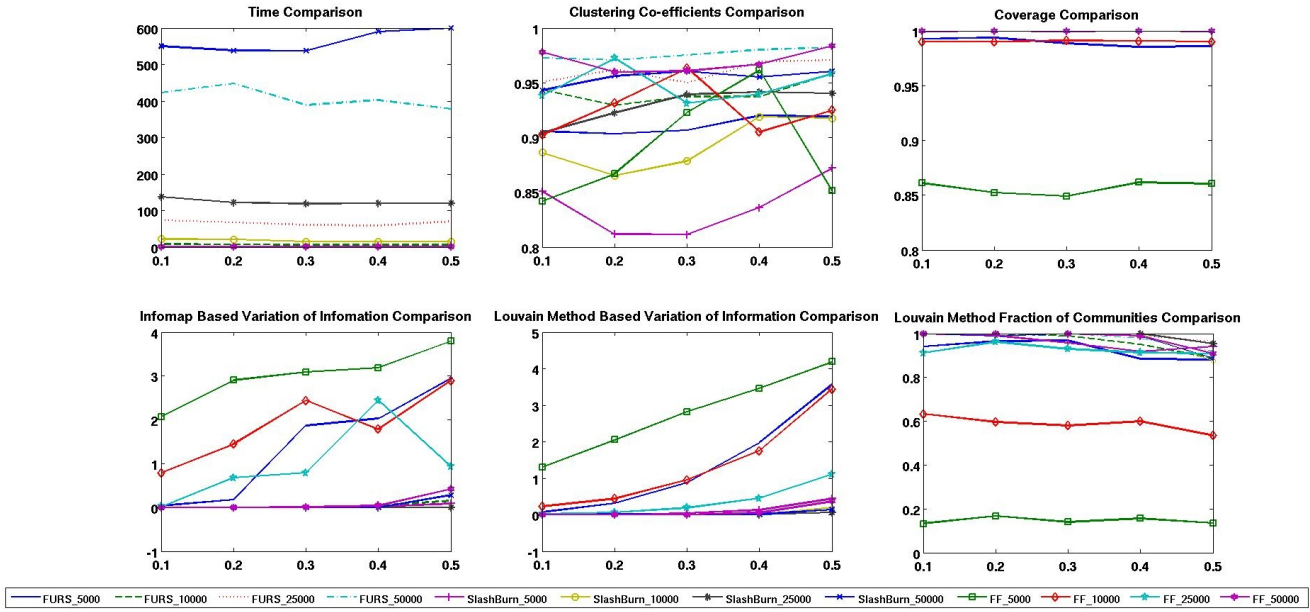 Time Comparison
600
500
400
300
200
100
0
0.1 0.2 0.3 0.4 0.5
Clustering Co-efficients Comparison
1
0.95
0.9
0.85
0.8
0.1 0.2 0.3 0.4 0.5
Coverage Comparison
1
0.95
0.9
0.85
0.8
0.1 0.2 0.3 0.4 0.5
Infomap Based Variation of Infomation Comparison
4
3
2
1
0
-1
0.1 0.2 0.3 0.4 0.5
Louvain Method Based Variation of Information Comparison
5
4
3
2
1
0
-1
0.1 0.2 0.3 0.4 0.5
Louvain Method Fraction of Communities Comparison
1
0.8
0.6
0.4
0.2
0
0.1 0.2 0.3 0.4 0.5
FURS_5000 FURS_10000 FURS_25000 FURS_50000 SlashBurn_5000 SlashBurn_10000 SlashBurn_25000 SlashBurn_50000 FF_5000 FF_10000 FF_25000 FF_50000